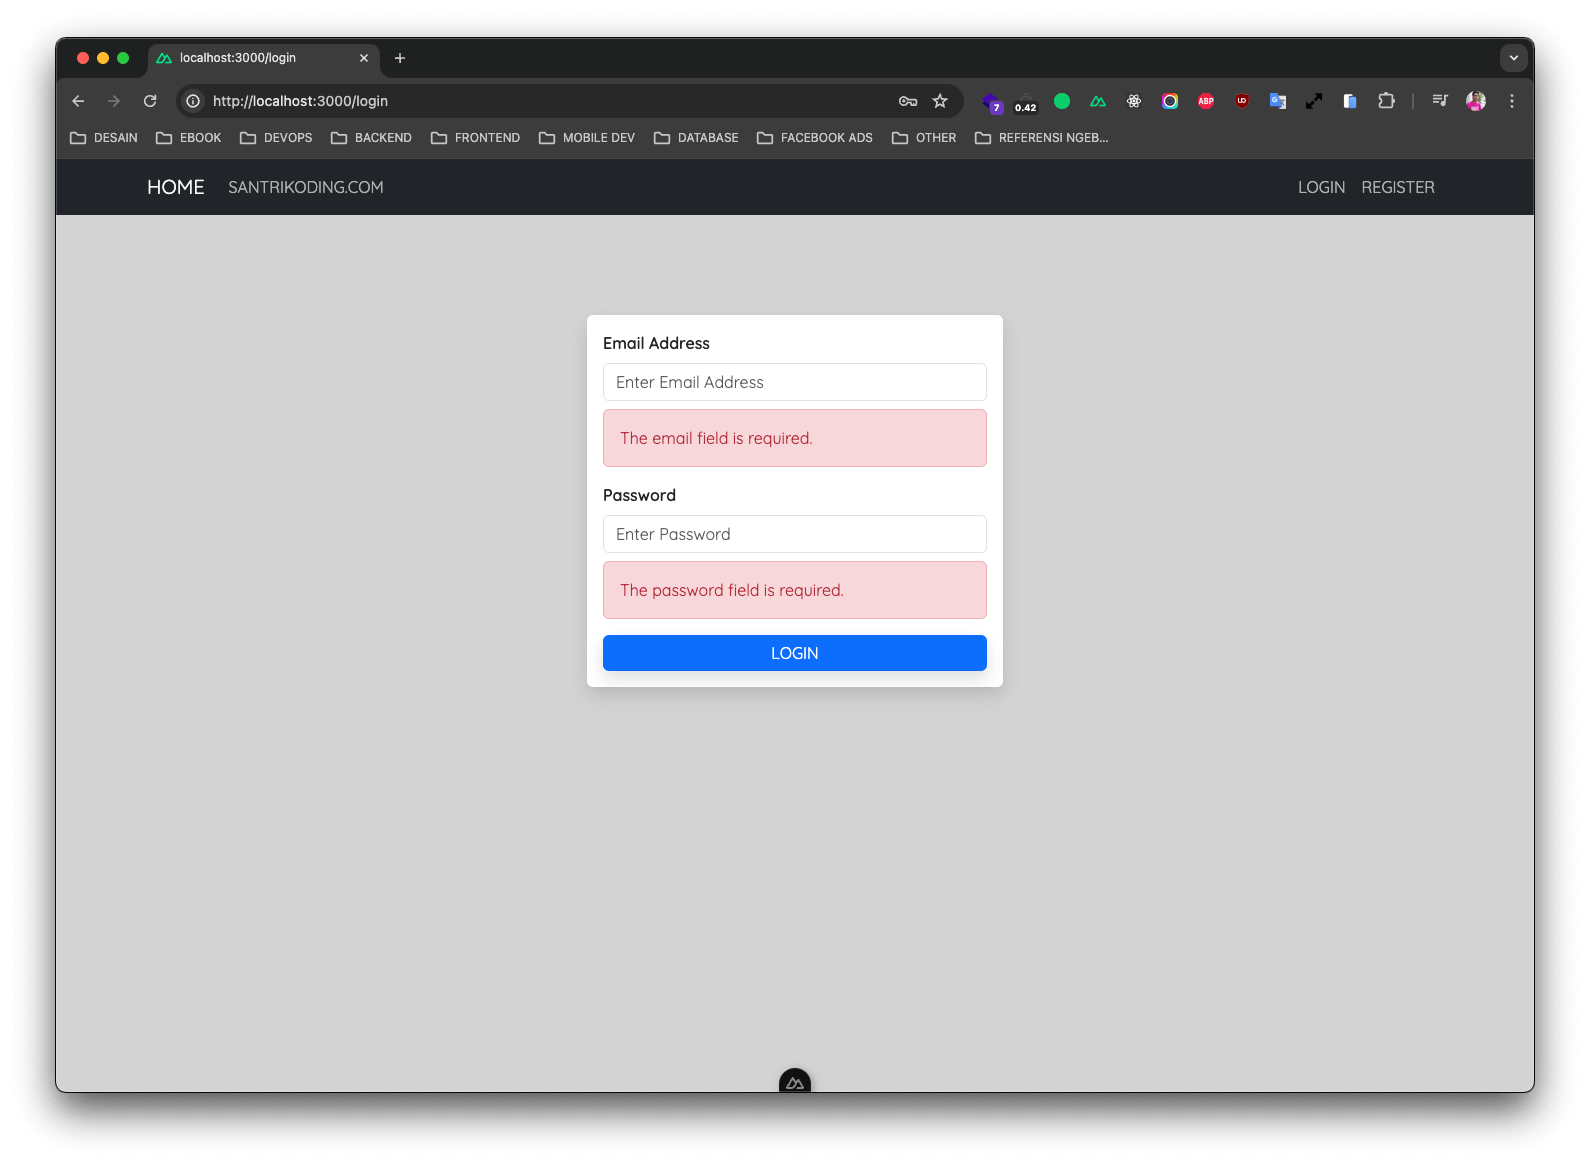 localhost:3000/login
http://localhost:3000/login
7
0.42
ABP
DESAIN EBOOK DEVOPS BACKEND FRONTEND MOBILE DEV DATABASE FACEBOOK ADS OTHER REFERENSI NGEB...
HOME SANTRIKODING.COM LOGIN REGISTER
Email Address
Enter Email Address
The email field is required.
Password
Enter Password
The password field is required.
LOGIN